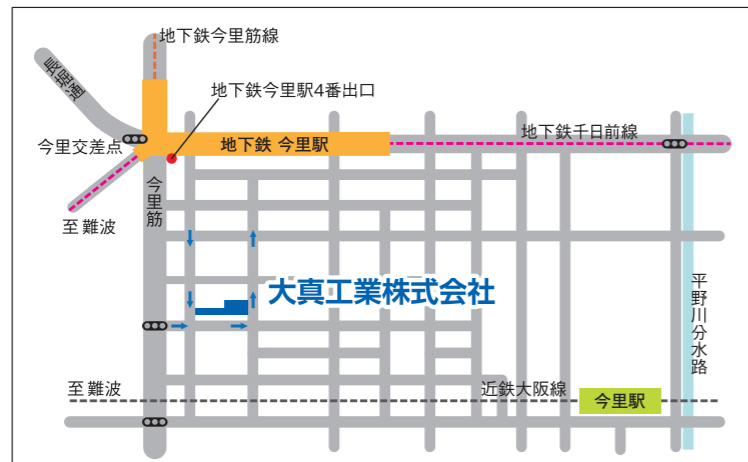 地下鉄今里筋線
長堀通
地下鉄今里駅4番出口
今里交差点
地下鉄 今里駅
地下鉄千日前線
至 難波
今里筋
大真工業株式会社
平野川分水路
至 難波
近鉄大阪線
今里駅